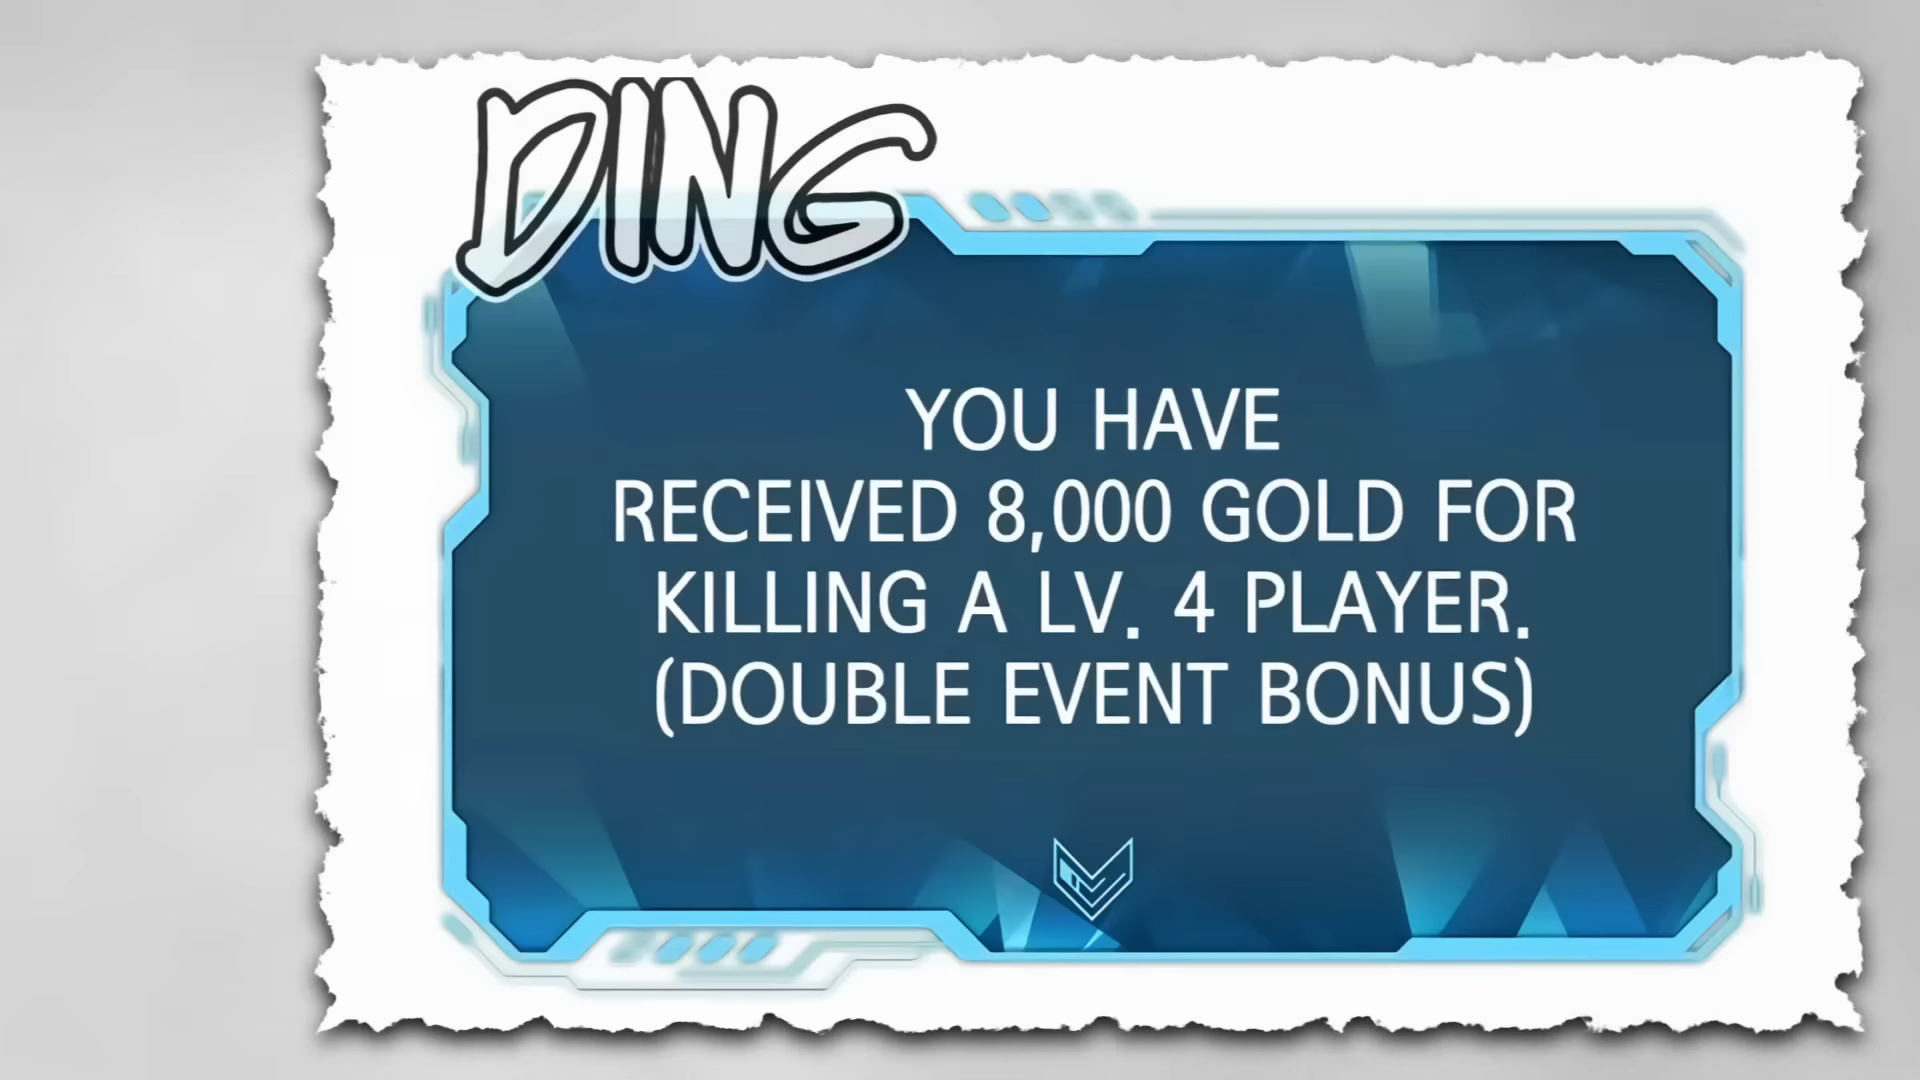 DING
YOU HAVE
RECEIVED 8,000 GOLD FOR
KILLING A LV. 4 PLAYER.
(DOUBLE EVENT BONUS)